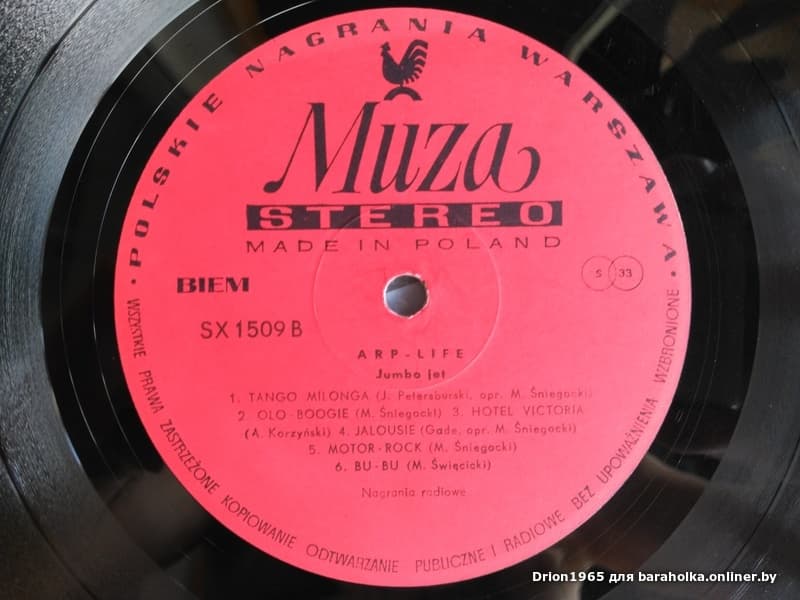 • POLSKIE NAGRANIA WARSZAWA •
Muza
STEREO
MADE IN POLAND
BIEM
S 33
SX 1509 B
ARP-LIFE
Jumbo jet
1. TANGO MILONGA (J. Petersburski, opr. M. Śniegocki)
2. OLO-BOOGIE (M. Śniegocki) 3. HOTEL VICTORIA
(A. Korzyński) 4. JALOUSIE (Gade, opr. M. Śniegocki)
5. MOTOR-ROCK (M. Śniegocki)
6. BU-BU (M. Święcicki)
Nagrania radiowe
WSZYSTKIE PRAWA ZASTRZEŻONE KOPIOWANIE ODTWARZANIE PUBLICZNE I RADIOWE BEZ UPOWAŻNIENIA WZBRONIONE
Drion1965 для baraholka.onliner.by